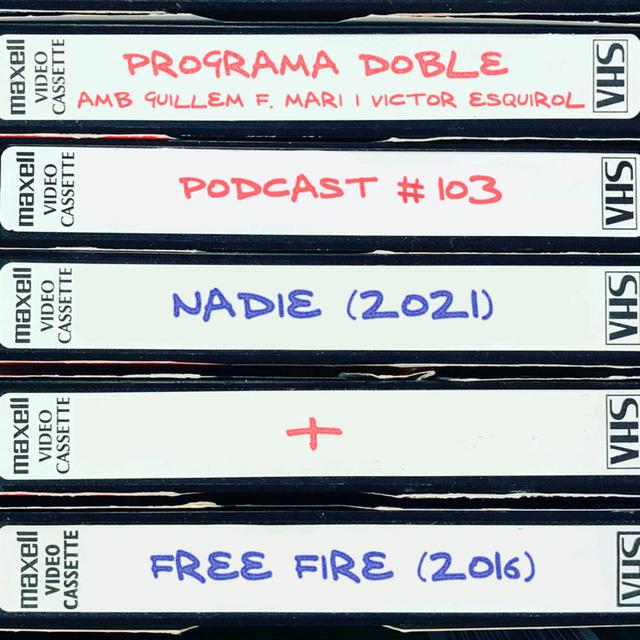 maxell
VIDEO
CASSETTE
PROGRAMA DOBLE
AMB GUILLEM F. MARI I VICTOR ESQUIROL
VHS
maxell
VIDEO
CASSETTE
PODCAST #103
VHS
maxell
VIDEO
CASSETTE
NADIE (2021)
VHS
maxell
VIDEO
CASSETTE
+
VHS
maxell
VIDEO
CASSETTE
FREE FIRE (2016)
VHS